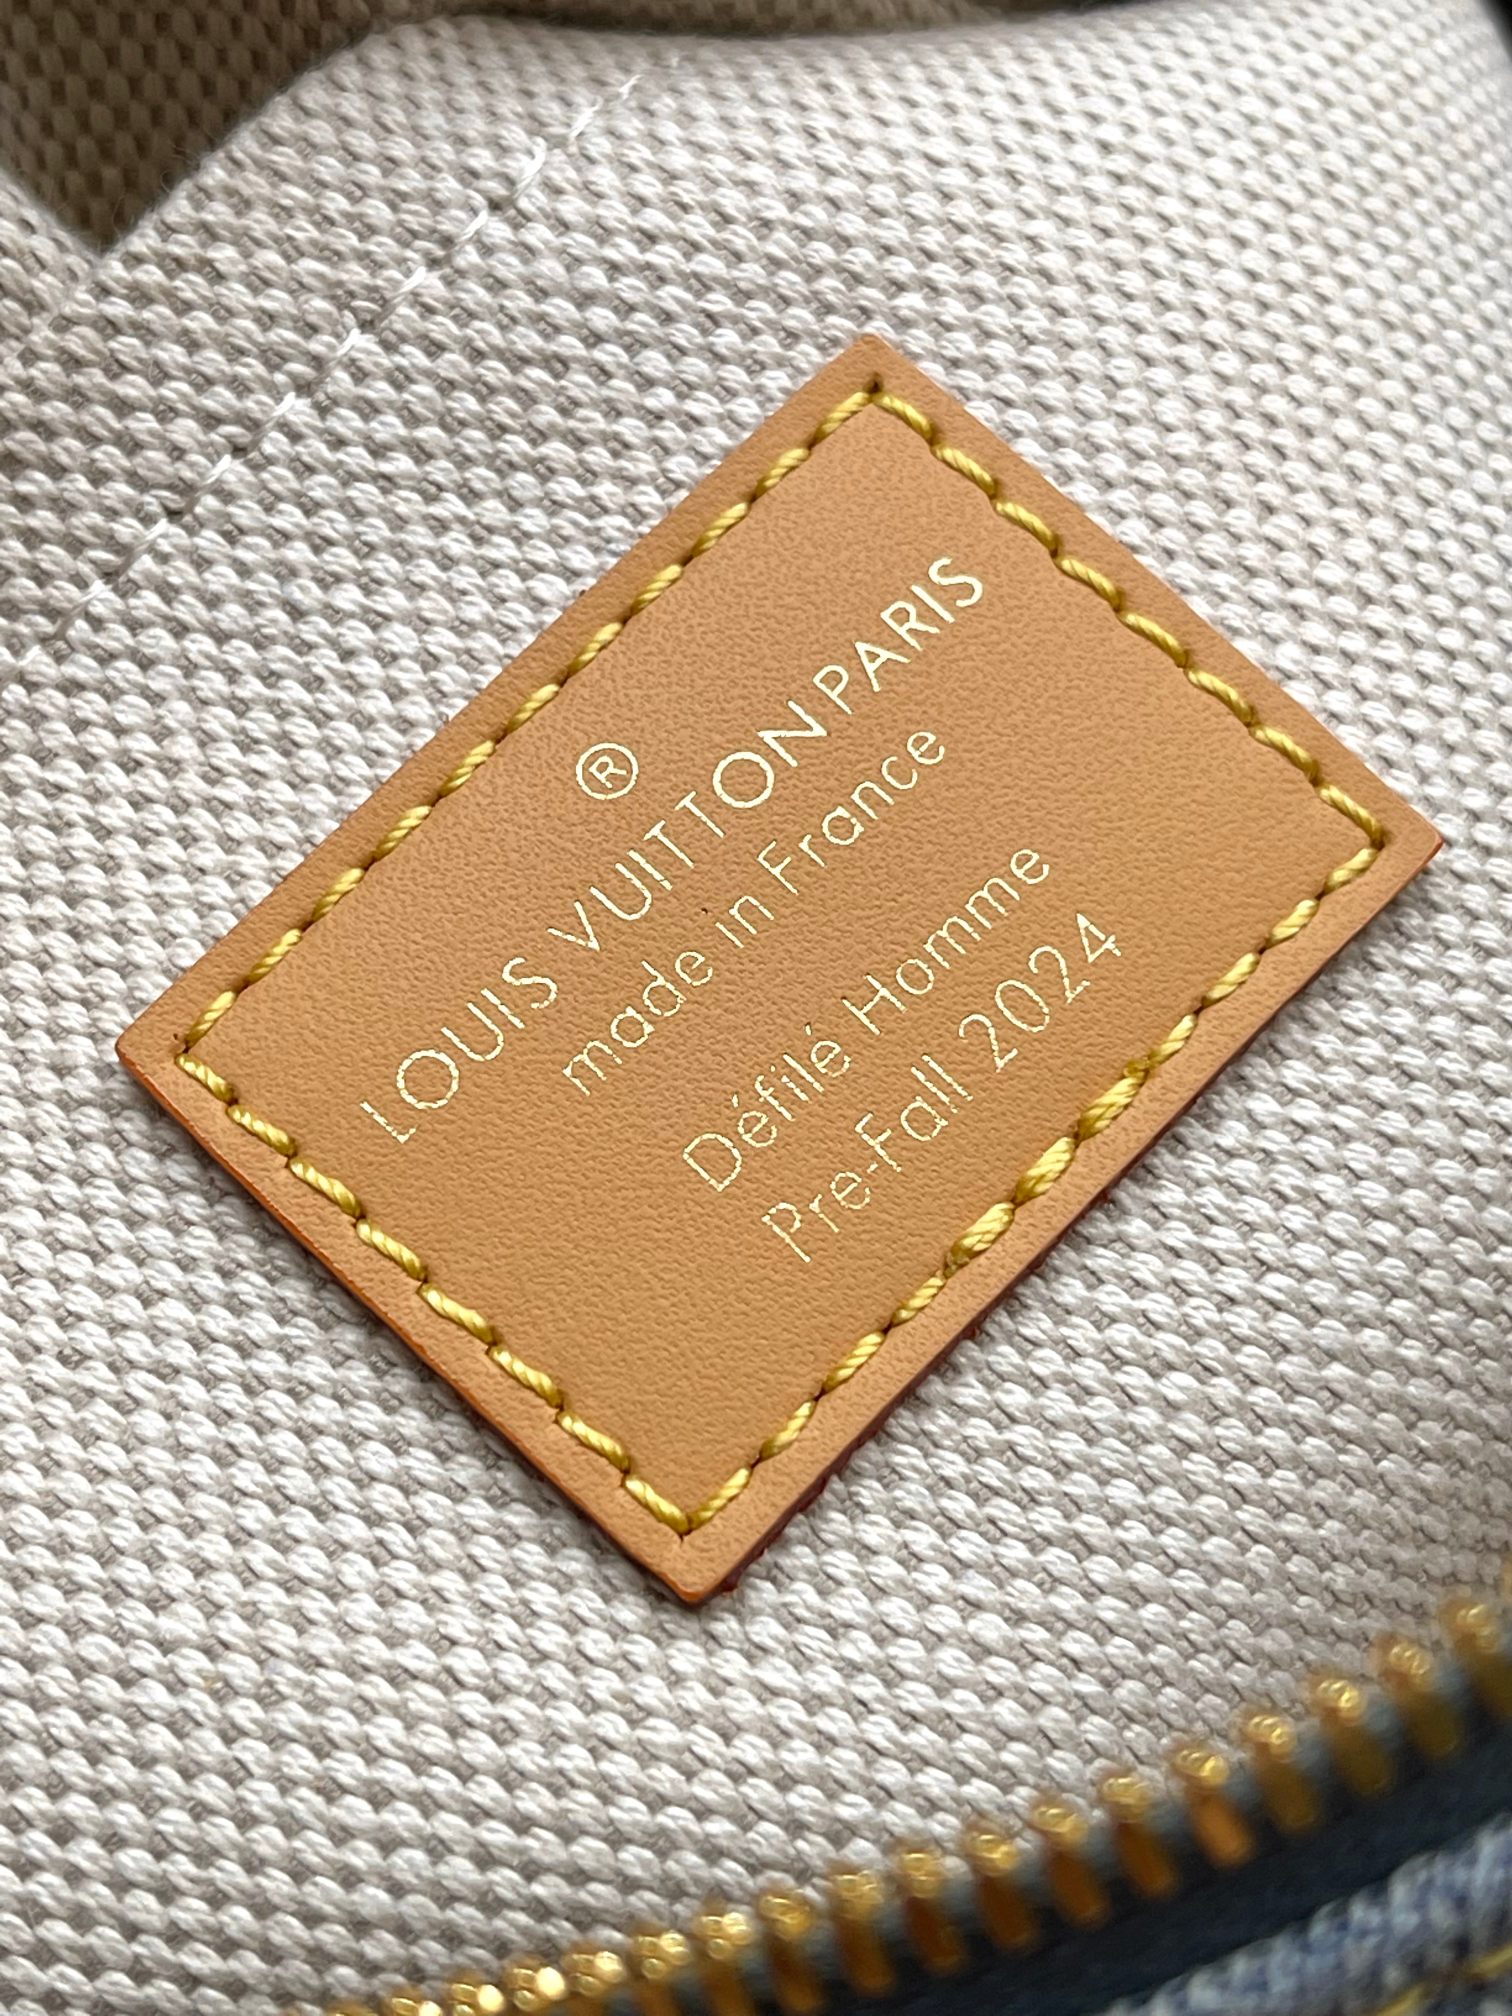 ®
LOUIS VUITTON PARIS
made in France
Défilé Homme
Pre-Fall 2024